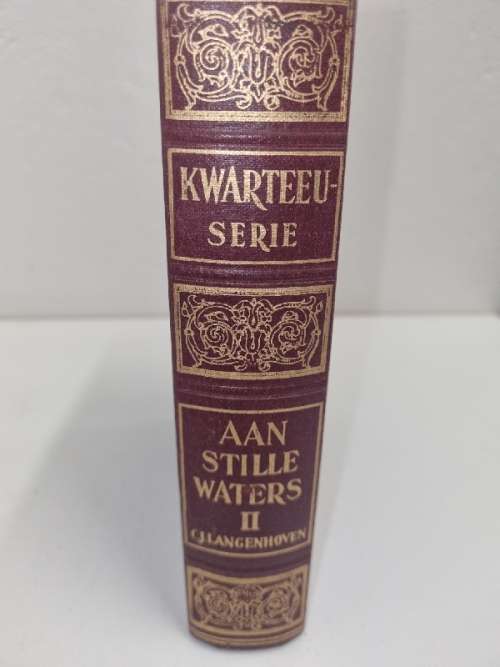 KWARTEEU-
SERIE
AAN
STILLE
WATERS
II
C.J. LANGENHOVEN